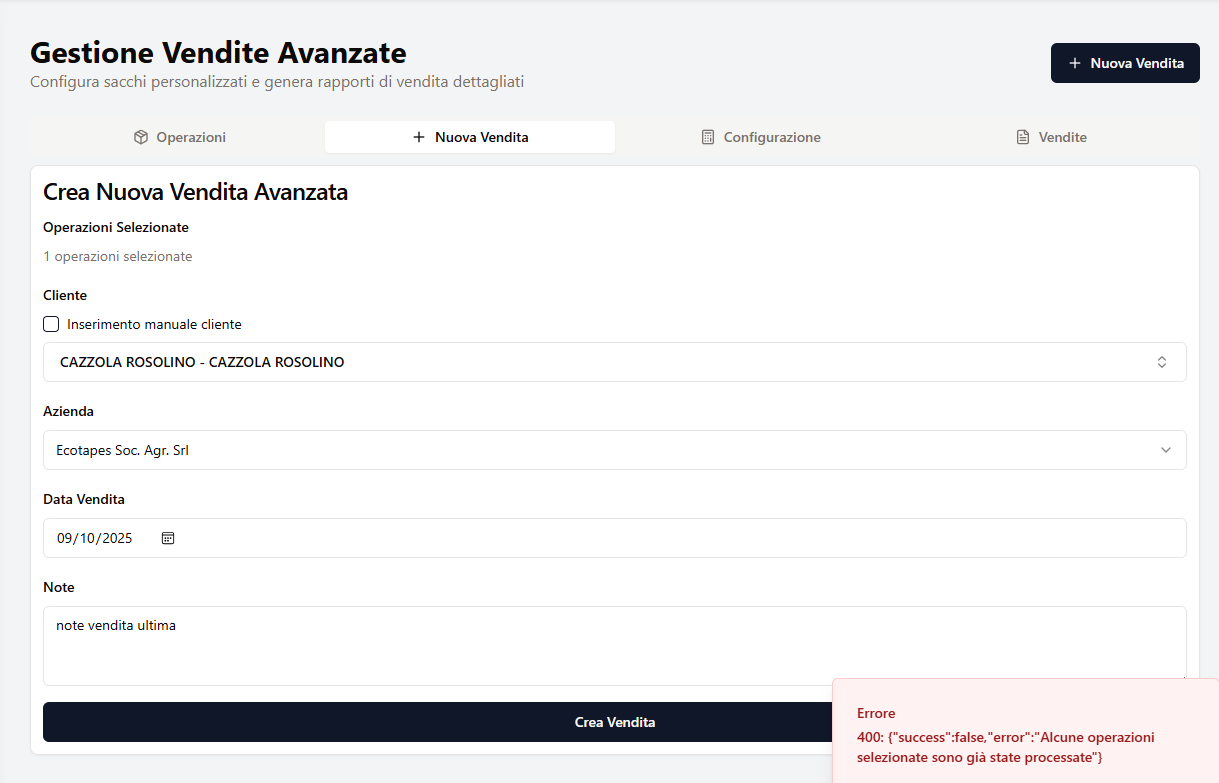 Gestione Vendite Avanzate
Configura sacchi personalizzati e genera rapporti di vendita dettagliati
Nuova Vendita
Operazioni
Nuova Vendita
Configurazione
Vendite
Crea Nuova Vendita Avanzata
Operazioni Selezionate
1 operazioni selezionate
Cliente
Inserimento manuale cliente
CAZZOLA ROSOLINO - CAZZOLA ROSOLINO
Azienda
Ecotapes Soc. Agr. Srl
Data Vendita
09/10/2025
Note
note vendita ultima
Crea Vendita
Errore
400: {"success":false,"error":"Alcune operazioni
selezionate sono già state processate"}